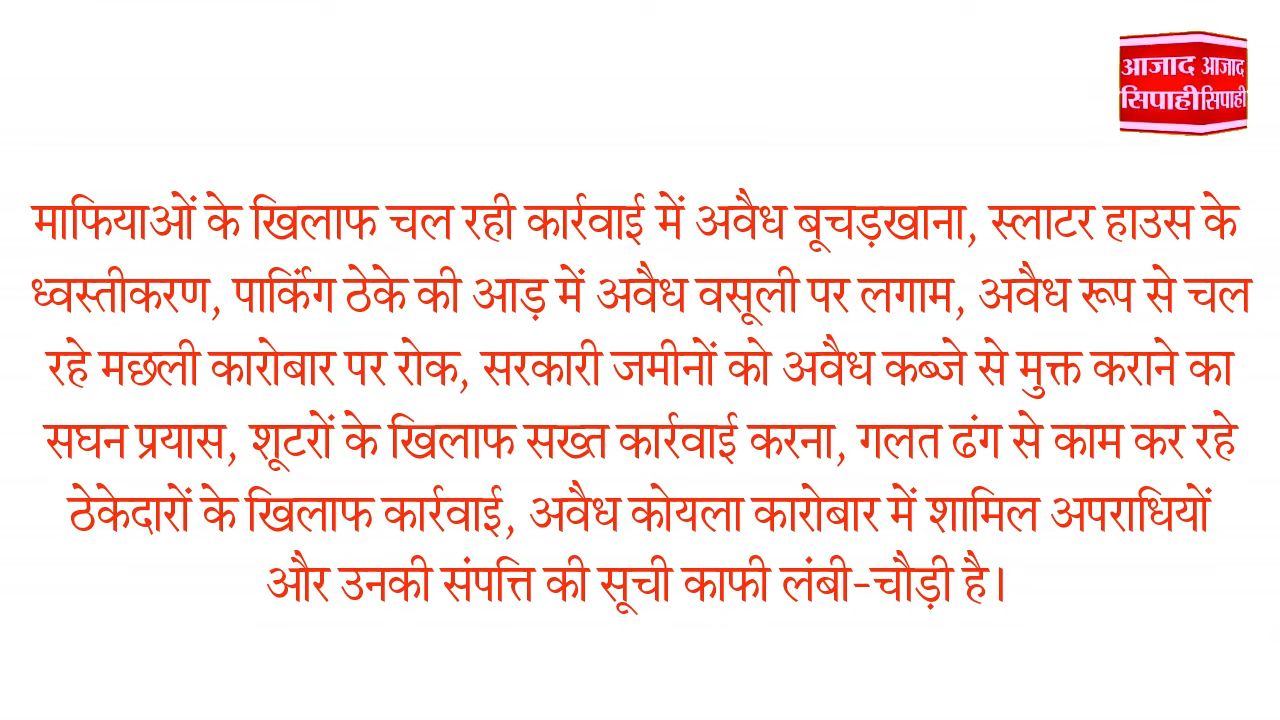 आजाद आजाद
सिपाही सिपाही
माफियाओं के खिलाफ चल रही कार्रवाई में अवैध बूचड़खाना, स्लाटर हाउस के
ध्वस्तीकरण, पार्किंग ठेके की आड़ में अवैध वसूली पर लगाम, अवैध रूप से चल
रहे मछली कारोबार पर रोक, सरकारी जमीनों को अवैध कब्जे से मुक्त कराने का
सघन प्रयास, शूटरों के खिलाफ सख्त कार्रवाई करना, गलत ढंग से काम कर रहे
ठेकेदारों के खिलाफ कार्रवाई, अवैध कोयला कारोबार में शामिल अपराधियों
और उनकी संपत्ति की सूची काफी लंबी-चौड़ी है।